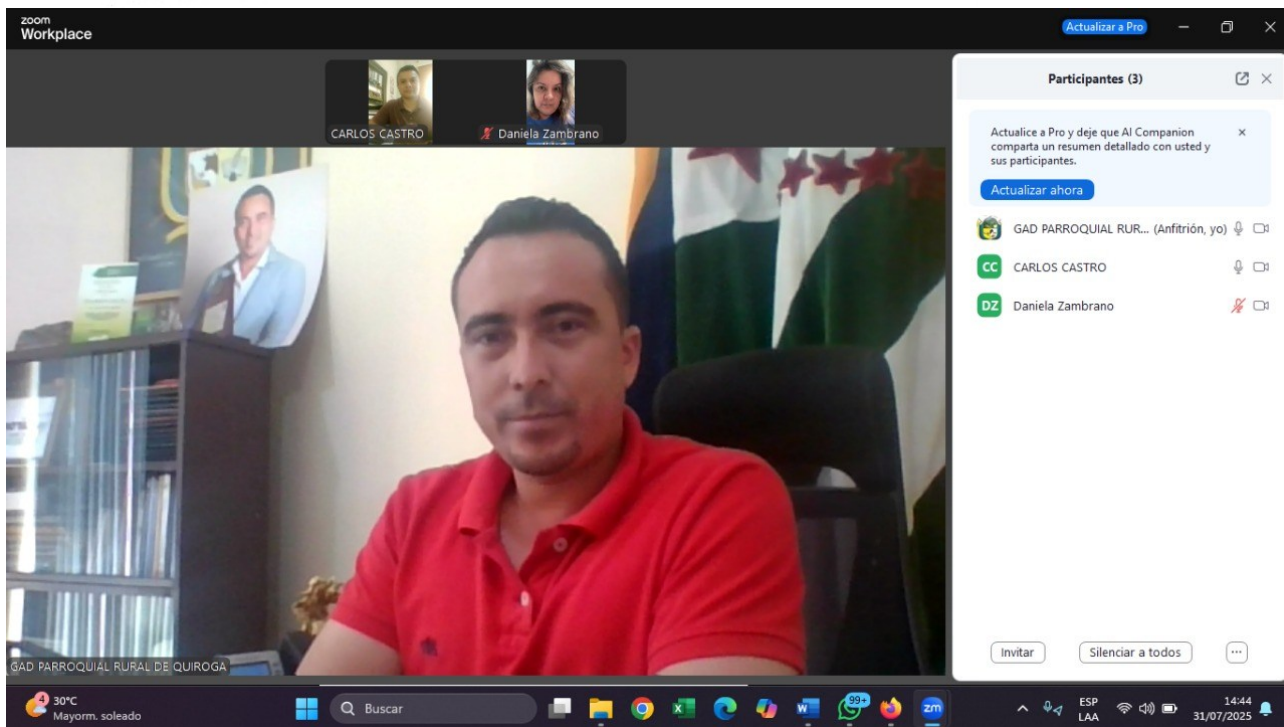 zoom
Workplace
Actualizar a Pro
CARLOS CASTRO
Daniela Zambrano
GAD PARROQUIAL RURAL DE QUIROGA
Participantes (3)
Actualice a Pro y deje que AI Companion
comparta un resumen detallado con usted y
sus participantes.
Actualizar ahora
GAD PARROQUIAL RUR... (Anfitrión, yo)
CC CARLOS CASTRO
DZ Daniela Zambrano
Invitar
Silenciar a todos
4
30°C
Mayorm. soleado
Buscar
99+
zm
ESP
LAA
14:44
31/07/2025